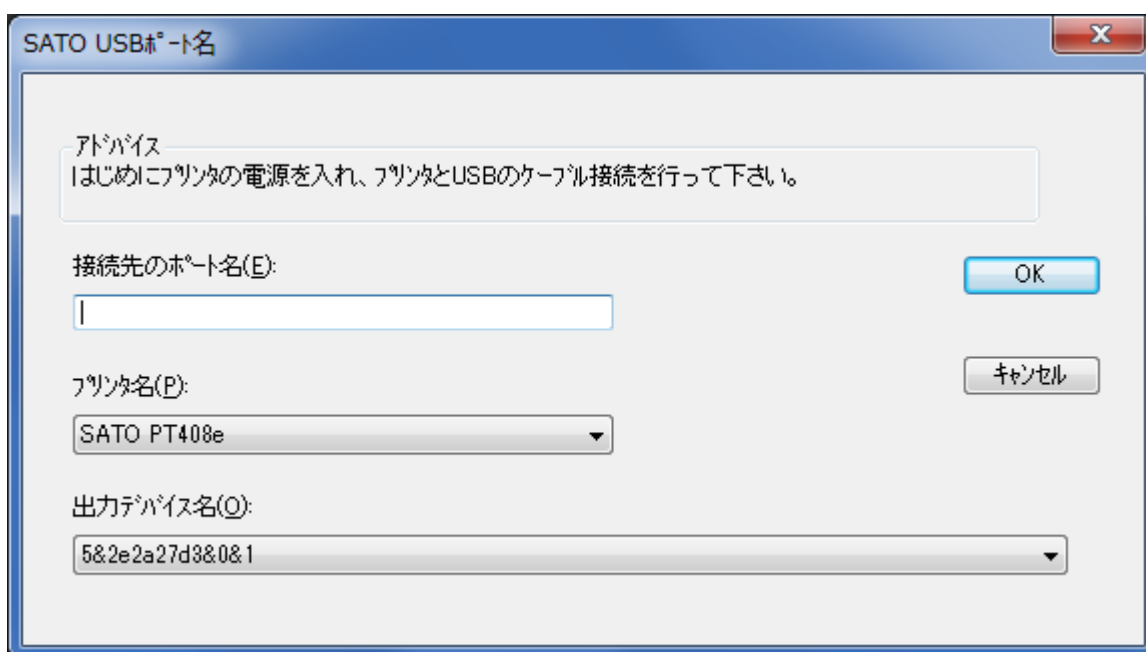 SATO USBﾎﾟｰﾄ名
ｱﾄﾞﾊﾞｲｽ
はじめにﾌﾟﾘﾝﾀの電源を入れ、ﾌﾟﾘﾝﾀとUSBのｹｰﾌﾞﾙ接続を行って下さい。
接続先のﾎﾟｰﾄ名(E):
OK
ﾌﾟﾘﾝﾀ名(P):
ｷｬﾝｾﾙ
SATO PT408e
出力ﾃﾞﾊﾞｲｽ名(O):
5&2e2a27d3&0&1